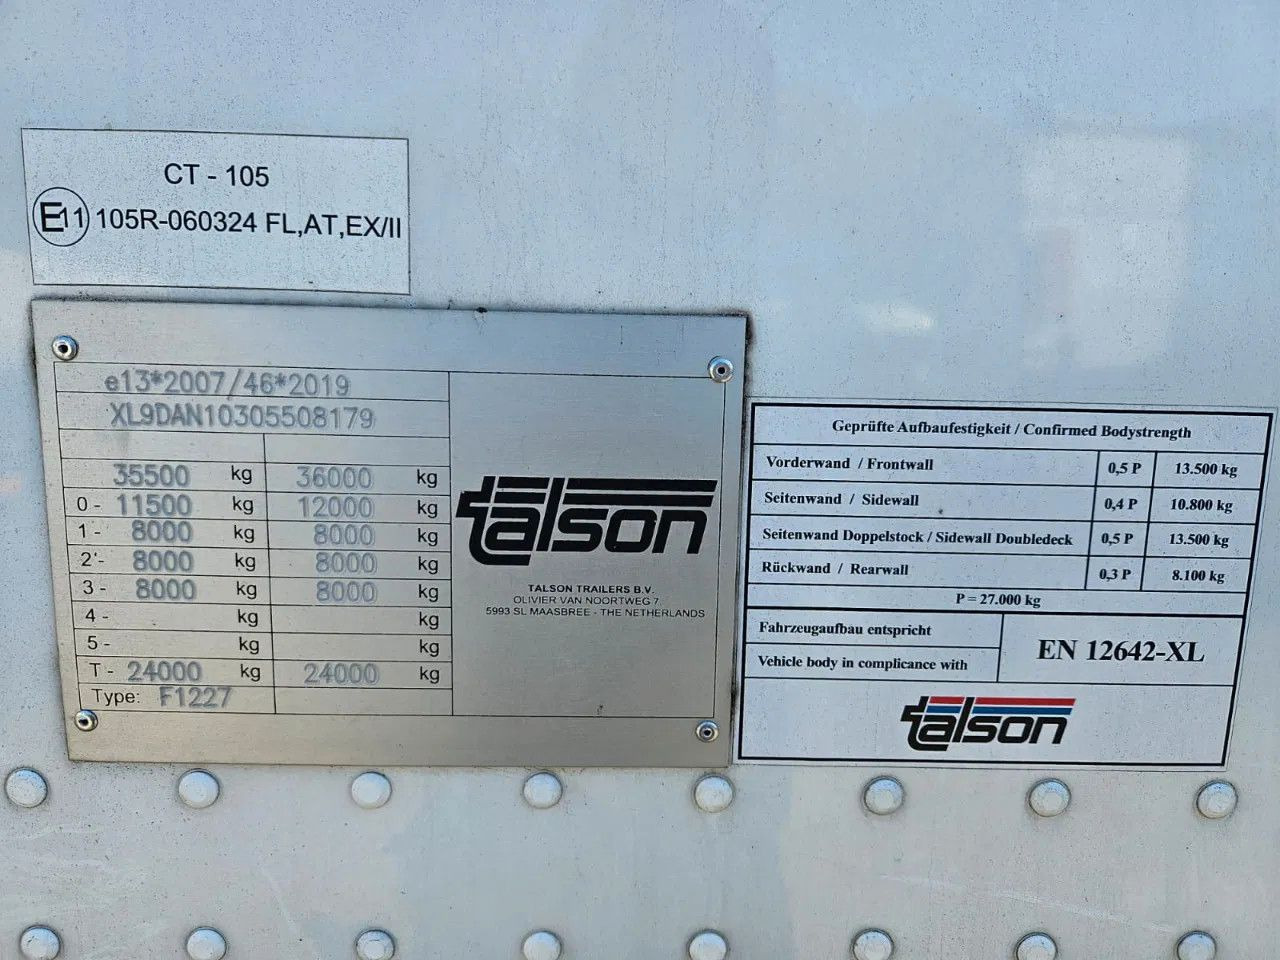 CT - 105
E11 105R-060324 FL,AT,EX/II
e13*2007/46*2019
XL9DAN10305508179
35500 kg 36000 kg
0- 11500 kg 12000 kg
1- 8000 kg 8000 kg
2- 8000 kg 8000 kg
3- 8000 kg 8000 kg
4- kg kg
5- kg kg
T- 24000 kg 24000 kg
Type: F1227
talson
TALSON TRAILERS B.V.
OLIVIER VAN NOORTWEG 7,
5993 SL MAASBREE - THE NETHERLANDS
Geprüfte Aufbaufestigkeit / Confirmed Bodystrength
Vorderwand / Frontwall 0,5 P 13.500 kg
Seitenwand / Sidewall 0,4 P 10.800 kg
Seitenwand Doppelstock / Sidewall Doubledeck 0,5 P 13.500 kg
Rückwand / Rearwall 0,3 P 8.100 kg
P = 27.000 kg
Fahrzeugaufbau entspricht
Vehicle body in complicance with
EN 12642-XL
talson